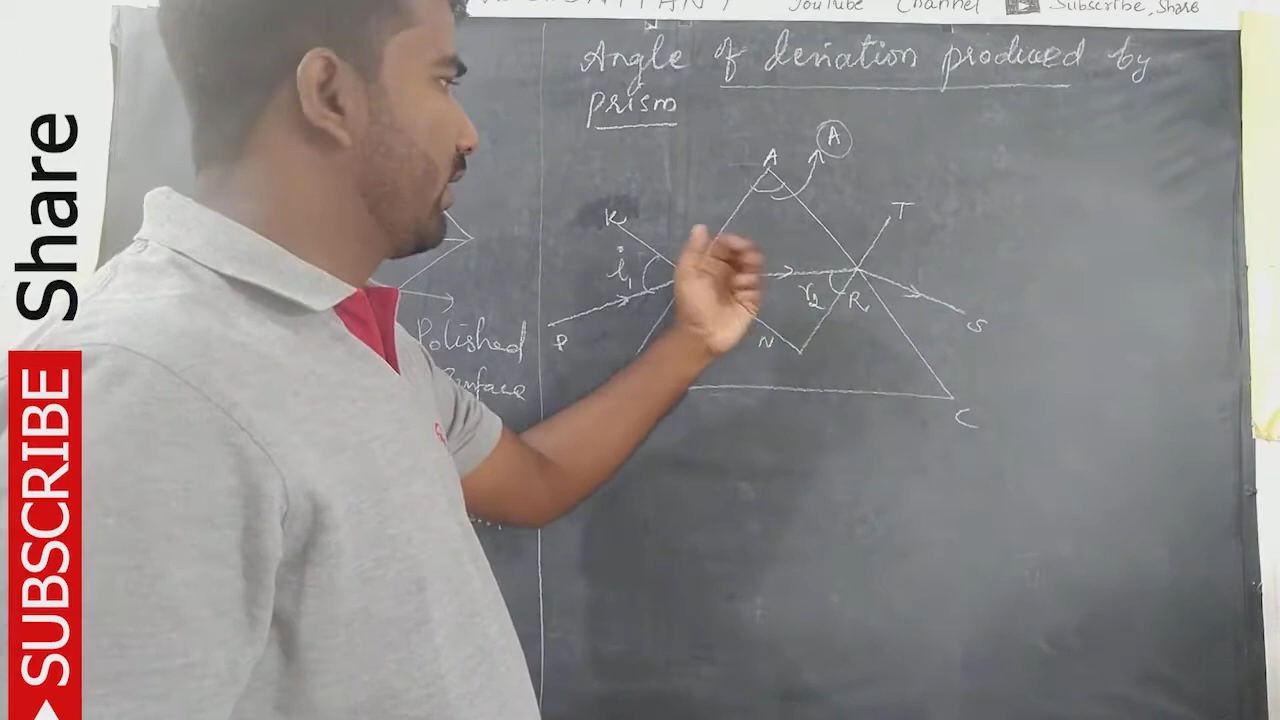 YouTube Channel Subscribe, Share
Angle of deviation produced by
prism
A
A
K
T
i
i1
r2
R
P
N
S
C
Polished
Surface
Share
SUBSCRIBE